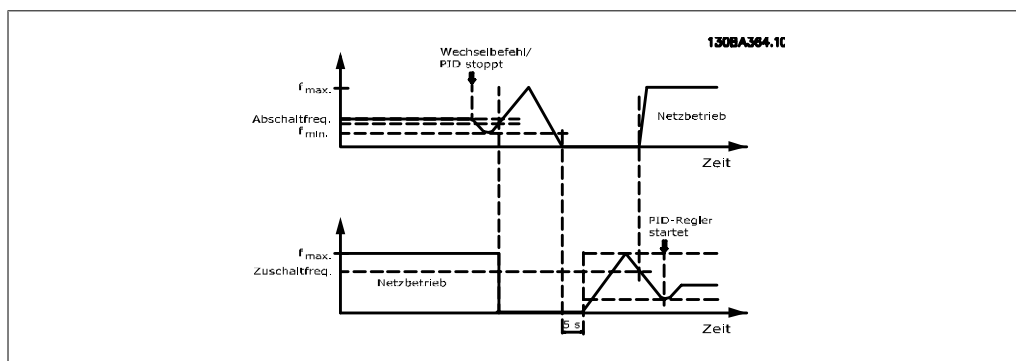 130BA364.10
Wechselbefehl/
PID stoppt
fmax.
Abschaltfreq.
fmin.
Netzbetrieb
Zeit
PID-Regler
startet
fmax.
Zuschaltfreq.
Netzbetrieb
5 s
Zeit